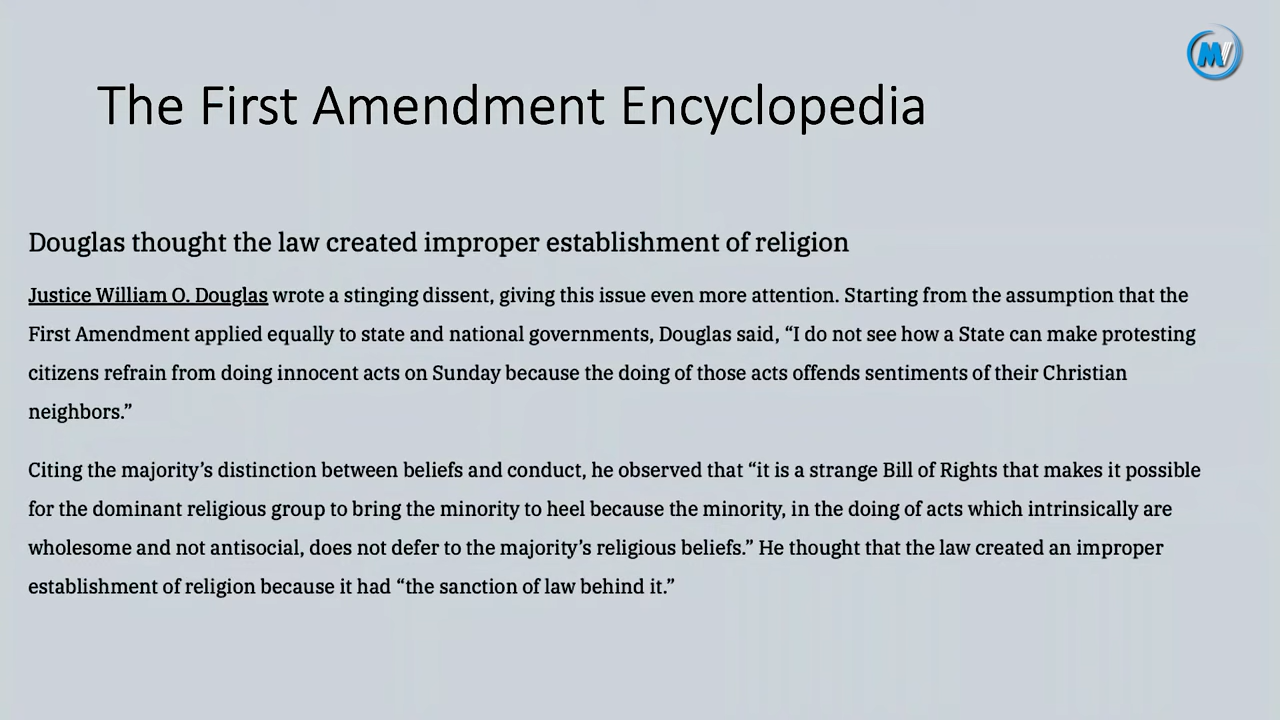 MV
The First Amendment Encyclopedia
Douglas thought the law created improper establishment of religion
Justice William O. Douglas wrote a stinging dissent, giving this issue even more attention. Starting from the assumption that the
First Amendment applied equally to state and national governments, Douglas said, “I do not see how a State can make protesting
citizens refrain from doing innocent acts on Sunday because the doing of those acts offends sentiments of their Christian
neighbors.”
Citing the majority’s distinction between beliefs and conduct, he observed that “it is a strange Bill of Rights that makes it possible
for the dominant religious group to bring the minority to heel because the minority, in the doing of acts which intrinsically are
wholesome and not antisocial, does not defer to the majority’s religious beliefs.” He thought that the law created an improper
establishment of religion because it had “the sanction of law behind it.”